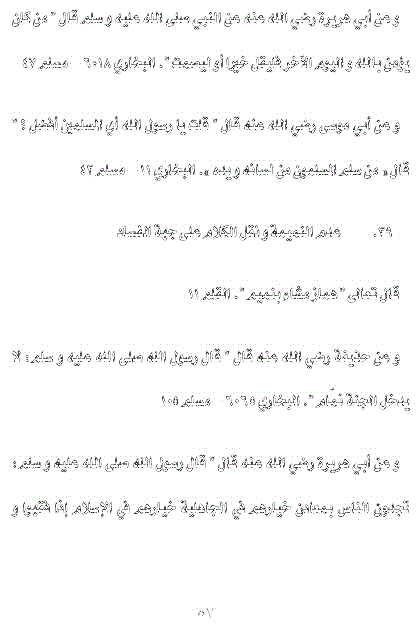 و عن أبي هريرة رضي الله عنه عن النبي صلى الله عليه و سلم قال " من كان
يؤمن بالله و اليوم الآخر فليقل خيرا أو ليصمت ". البخاري ٦٠١٨ – مسلم ٤٧
و عن أبي موسى رضي الله عنه قال " قلت يا رسول الله أي المسلمين أفضل ؟ "
قال « من سلم المسلمون من لسانه و يده ». البخاري ١١ – مسلم ٤٢
٣٩. عدم النميمة و نقل الكلام على جهة الفساد
قال تعالى " هماز مشاء بنميم ". القلم ١١
و عن حذيفة رضي الله عنه قال " قال رسول الله صلى الله عليه و سلم : لا
يدخل الجنة نمّام ". البخاري ٦٠٥٦ – مسلم ١٠٥
و عن أبي هريرة رضي الله عنه قال " قال رسول الله صلى الله عليه و سلم :
تجدون الناس معادن خيارهم في الجاهلية خيارهم في الإسلام إذا فقهوا و
٥٧